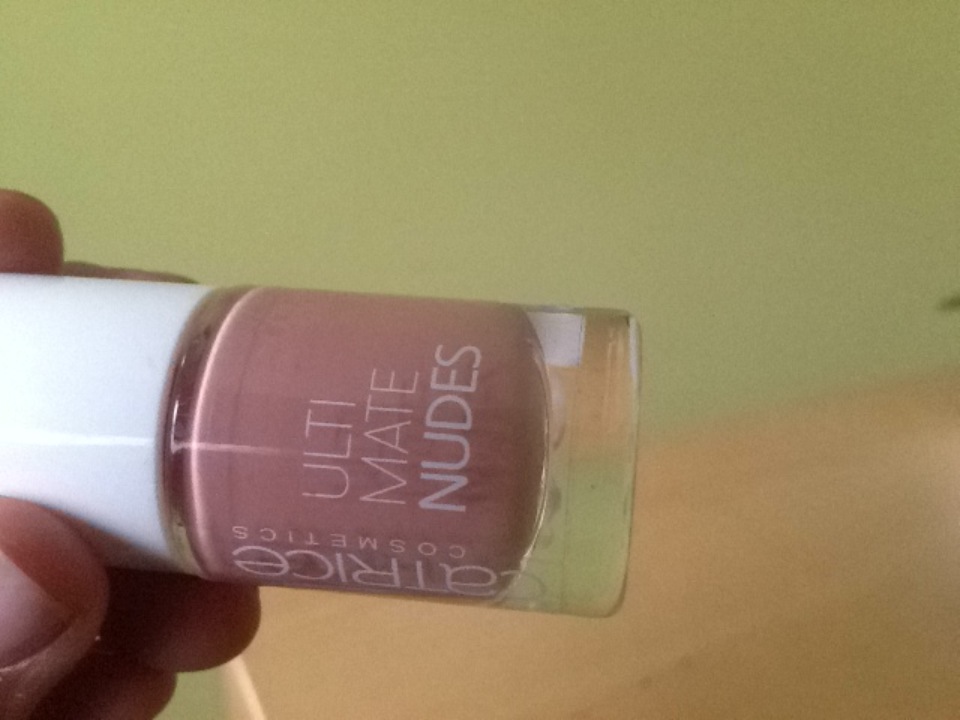 ULTI
MATE
NUDES
CATRICE
COSMETICS